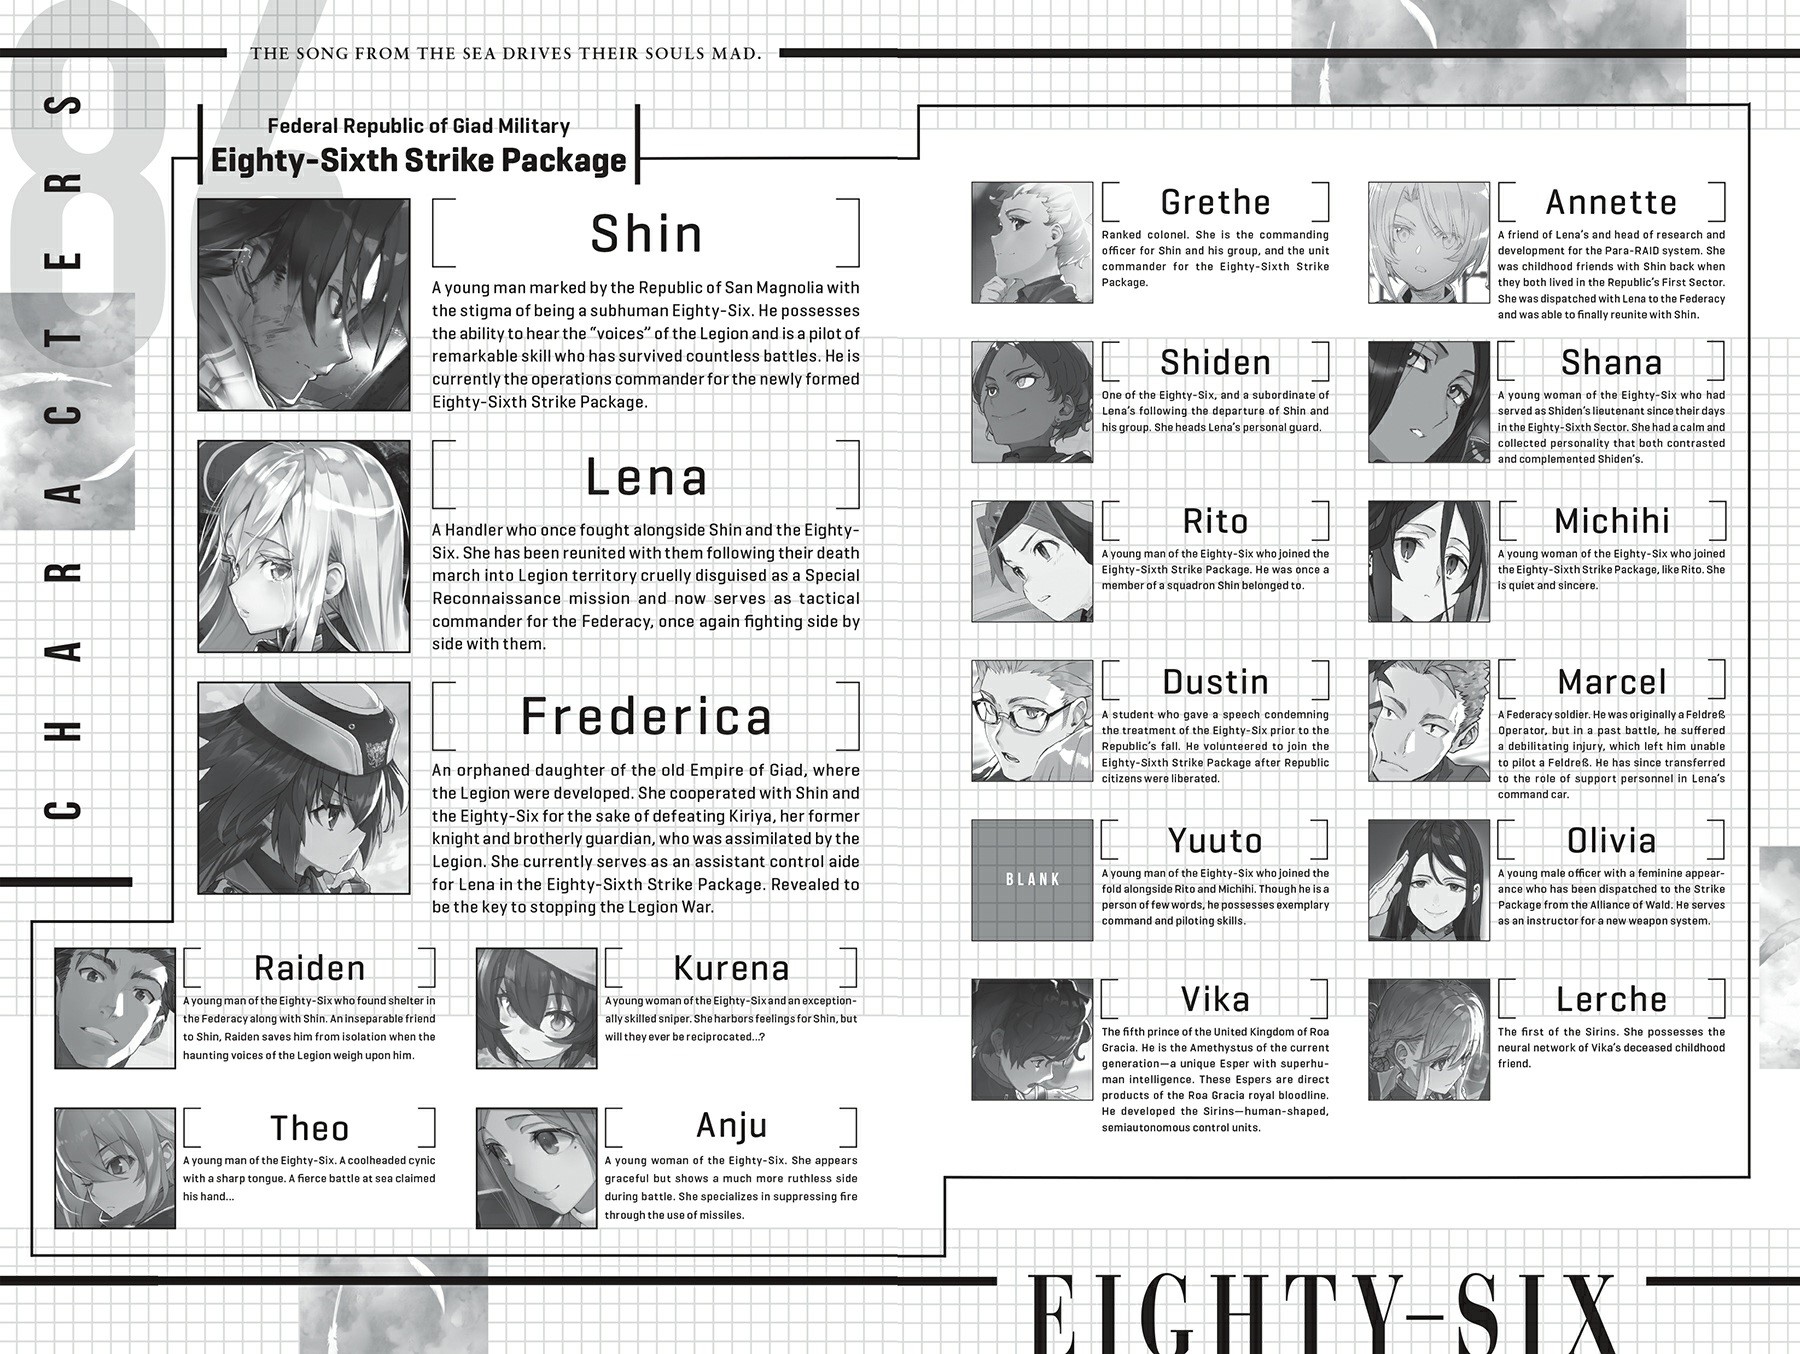 THE SONG FROM THE SEA DRIVES THEIR SOULS MAD.
86
CHARACTERS
Federal Republic of Giad Military
Eighty-Sixth Strike Package
Shin
A young man marked by the Republic of San Magnolia with
the stigma of being a subhuman Eighty-Six. He possesses
the ability to hear the “voices” of the Legion and is a pilot of
remarkable skill who has survived countless battles. He is
currently the operations commander for the newly formed
Eighty-Sixth Strike Package.
Lena
A Handler who once fought alongside Shin and the Eighty-
Six. She has been reunited with them following their death
march into Legion territory cruelly disguised as a Special
Reconnaissance mission and now serves as tactical
commander for the Federacy, once again fighting side by
side with them.
Frederica
An orphaned daughter of the old Empire of Giad, where
the Legion were developed. She cooperated with Shin and
the Eighty-Six for the sake of defeating Kiriya, her former
knight and brotherly guardian, who was assimilated by the
Legion. She currently serves as an assistant control aide
for Lena in the Eighty-Sixth Strike Package. Revealed to
be the key to stopping the Legion War.
Raiden
A young man of the Eighty-Six who found shelter in
the Federacy along with Shin. An inseparable friend
to Shin, Raiden saves him from isolation when the
haunting voices of the Legion weigh upon him.
Kurena
A young woman of the Eighty-Six and an exception-
ally skilled sniper. She harbors feelings for Shin, but
will they ever be reciprocated...?
Theo
A young man of the Eighty-Six. A coolheaded cynic
with a sharp tongue. A fierce battle at sea claimed
his hand...
Anju
A young woman of the Eighty-Six. She appears
graceful but shows a much more ruthless side
during battle. She specializes in suppressing fire
through the use of missiles.
Grethe
Ranked colonel. She is the commanding
officer for Shin and his group, and the unit
commander for the Eighty-Sixth Strike
Package.
Annette
A friend of Lena’s and head of research and
development for the Para-RAID system. She
was childhood friends with Shin back when
they both lived in the Republic’s First Sector.
She was dispatched with Lena to the Federacy
and was able to finally reunite with Shin.
Shiden
One of the Eighty-Six, and a subordinate of
Lena’s following the departure of Shin and
his group. She heads Lena’s personal guard.
Shana
A young woman of the Eighty-Six who had
served as Shiden’s lieutenant since their days
in the Eighty-Sixth Sector. She had a calm and
collected personality that both contrasted
and complemented Shiden’s.
Rito
A young man of the Eighty-Six who joined the
Eighty-Sixth Strike Package. He was once a
member of a squadron Shin belonged to.
Michihi
A young woman of the Eighty-Six who joined
the Eighty-Sixth Strike Package, like Rito. She
is quiet and sincere.
Dustin
A student who gave a speech condemning
the treatment of the Eighty-Six prior to the
Republic’s fall. He volunteered to join the
Eighty-Sixth Strike Package after Republic
citizens were liberated.
Marcel
A Federacy soldier. He was originally a Feldreß
Operator, but in a past battle, he suffered
a debilitating injury, which left him unable
to pilot a Feldreß. He has since transferred
to the role of support personnel in Lena’s
command car.
BLANK
Yuuto
A young man of the Eighty-Six who joined the
fold alongside Rito and Michihi. Though he is a
person of few words, he possesses exemplary
command and piloting skills.
Olivia
A young male officer with a feminine appear-
ance who has been dispatched to the Strike
Package from the Alliance of Wald. He serves
as an instructor for a new weapon system.
Vika
The fifth prince of the United Kingdom of Roa
Gracia. He is the Amethystus of the current
generation—a unique Esper with superhu-
man intelligence. These Espers are direct
products of the Roa Gracia royal bloodline.
He developed the Sirins—human-shaped,
semiautonomous control units.
Lerche
The first of the Sirins. She possesses the
neural network of Vika’s deceased childhood
friend.
EIGHTY-SIX